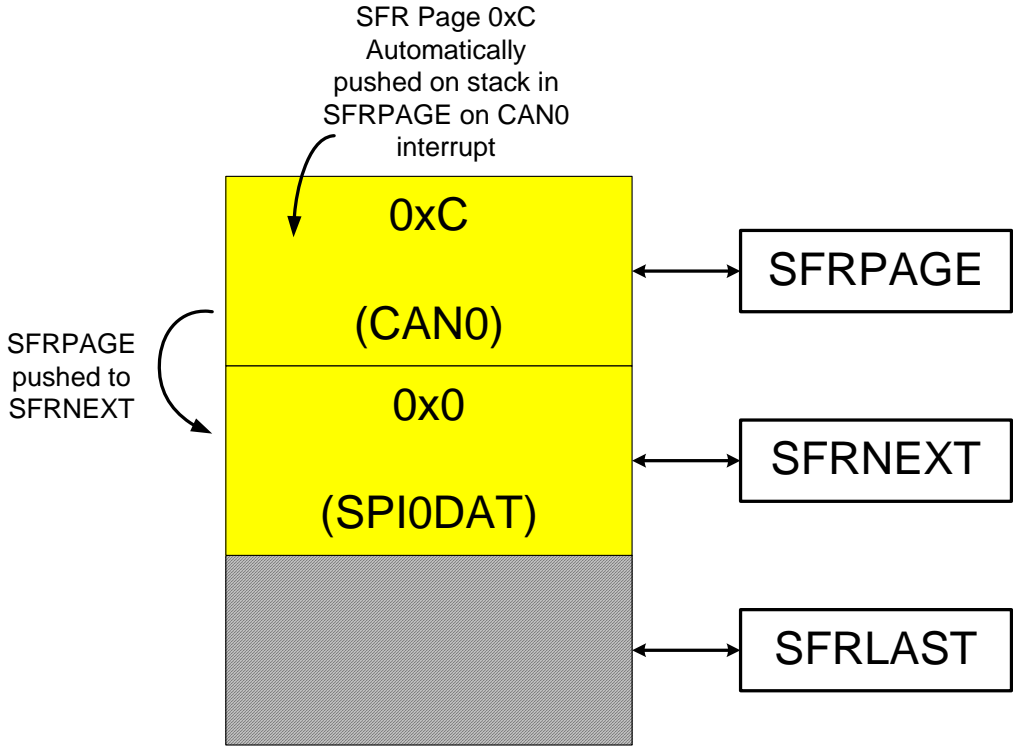 SFR Page 0xC
Automatically
pushed on stack in
SFRPAGE on CAN0
interrupt
0xC
(CAN0)
SFRPAGE
SFRPAGE
pushed to
SFRNEXT
0x0
(SPI0DAT)
SFRNEXT
SFRLAST